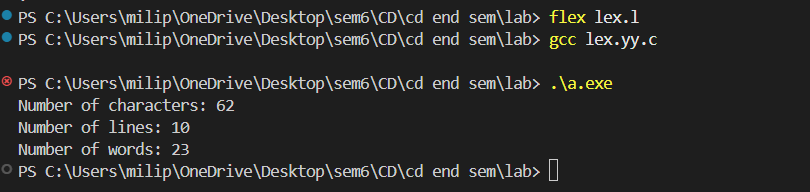 PS C:\Users\milip\OneDrive\Desktop\sem6\CD\cd end sem\lab> flex lex.l
PS C:\Users\milip\OneDrive\Desktop\sem6\CD\cd end sem\lab> gcc lex.yy.c
PS C:\Users\milip\OneDrive\Desktop\sem6\CD\cd end sem\lab> .\a.exe
Number of characters: 62
Number of lines: 10
Number of words: 23
PS C:\Users\milip\OneDrive\Desktop\sem6\CD\cd end sem\lab>